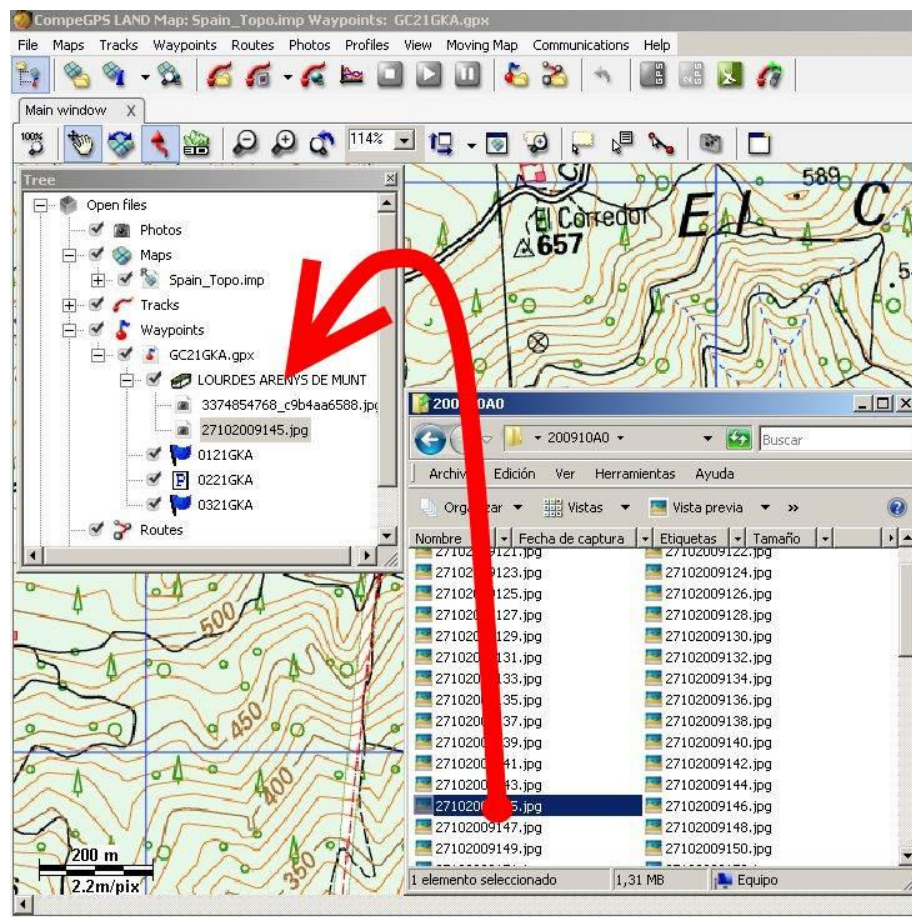 CompeGPS LAND Map: Spain_Topo.imp Waypoints: GC21GKA.gpx
File Maps Tracks Waypoints Routes Photos Profiles View Moving Map Communications Help
Main window X
100% 114%
Tree
Open files
Photos
Maps
Spain_Topo.imp
Tracks
Waypoints
GC21GKA.gpx
LOURDES ARENYS DE MUNT
3374854768_c9b4aa6588.jpg
27102009145.jpg
0121GKA
0221GKA
0321GKA
Routes
589
El Corredor
657
El C
5
200910A0
200910A0
Buscar
Edición Ver Herramientas Ayuda
Vistas Vista previa »
Nombre Fecha de captura Etiquetas Tamaño
27102009122.jpg
27102009124.jpg
27102009126.jpg
27102009128.jpg
27102009130.jpg
27102009132.jpg
27102009134.jpg
27102009136.jpg
27102009138.jpg
27102009140.jpg
27102009142.jpg
27102009144.jpg
27102009146.jpg
27102009147.jpg 27102009148.jpg
27102009149.jpg 27102009150.jpg
1 elemento seleccionado 1,31 MB Equipo
500
450
400
350
200 m
2.2m/pix